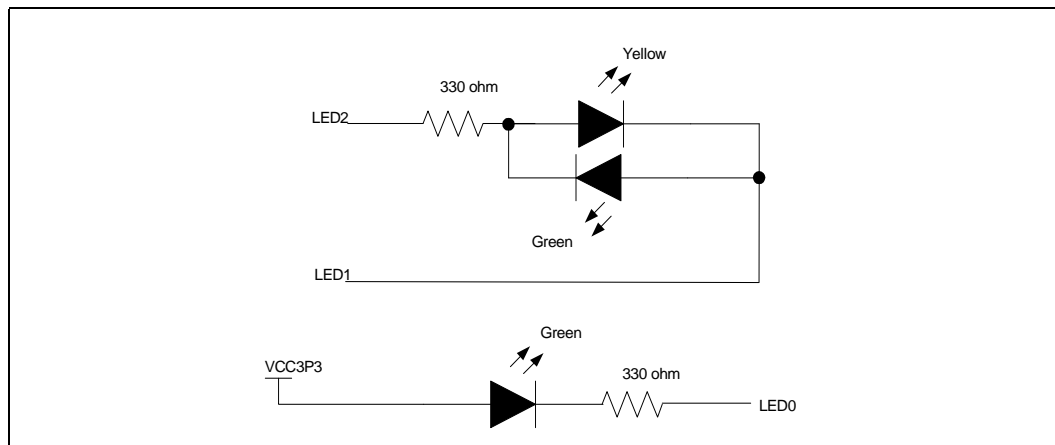 Yellow
330 ohm
LED2
Green
LED1
Green
VCC3P3
330 ohm
LED0